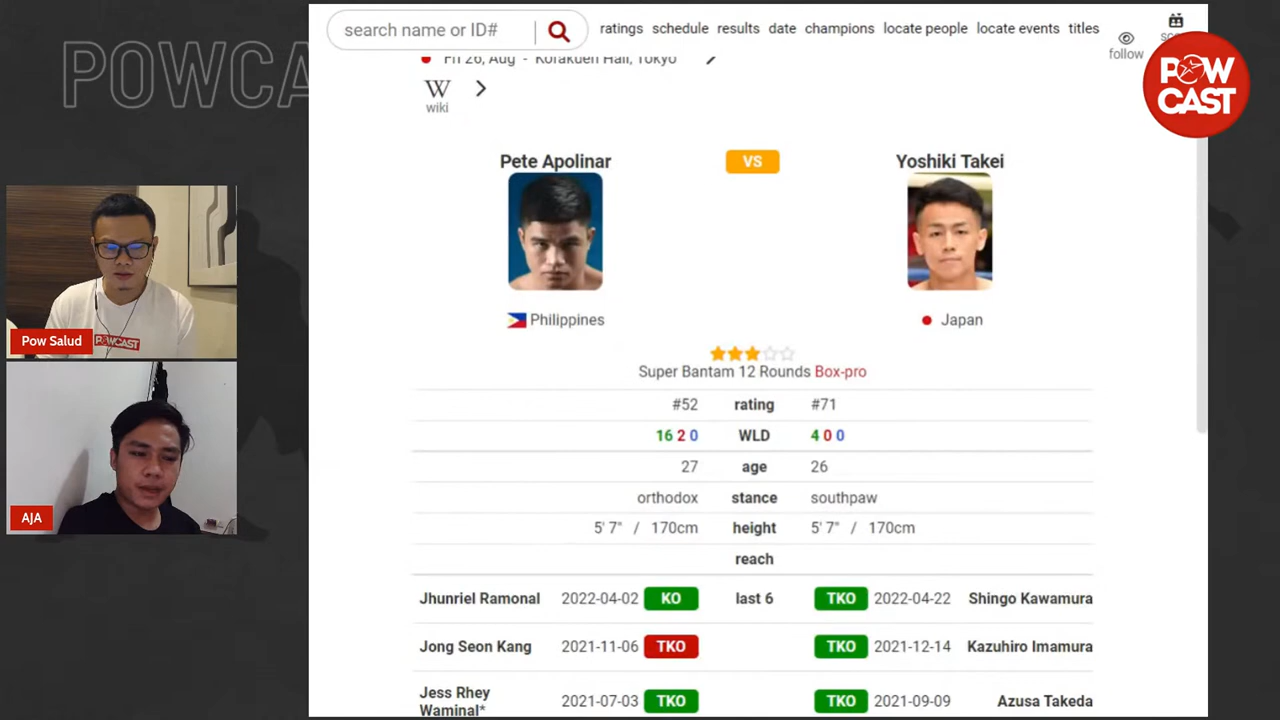 POWCA
search name or ID#
ratings schedule results date champions locate people locate events titles
follow
POW
CAST
Fri 26, Aug - Korakuen Hall, Tokyo
W
wiki
Pete Apolinar VS Yoshiki Takei
Philippines Japan
Super Bantam 12 Rounds Box-pro
#52 rating #71
16 2 0 WLD 4 0 0
27 age 26
orthodox stance southpaw
5' 7" / 170cm height 5' 7" / 170cm
reach
Jhunriel Ramonal 2022-04-02 KO last 6 TKO 2022-04-22 Shingo Kawamura
Jong Seon Kang 2021-11-06 TKO TKO 2021-12-14 Kazuhiro Imamura
Jess Rhey
Waminal* 2021-07-03 TKO TKO 2021-09-09 Azusa Takeda
POWCAST
Pow Salud
AJA